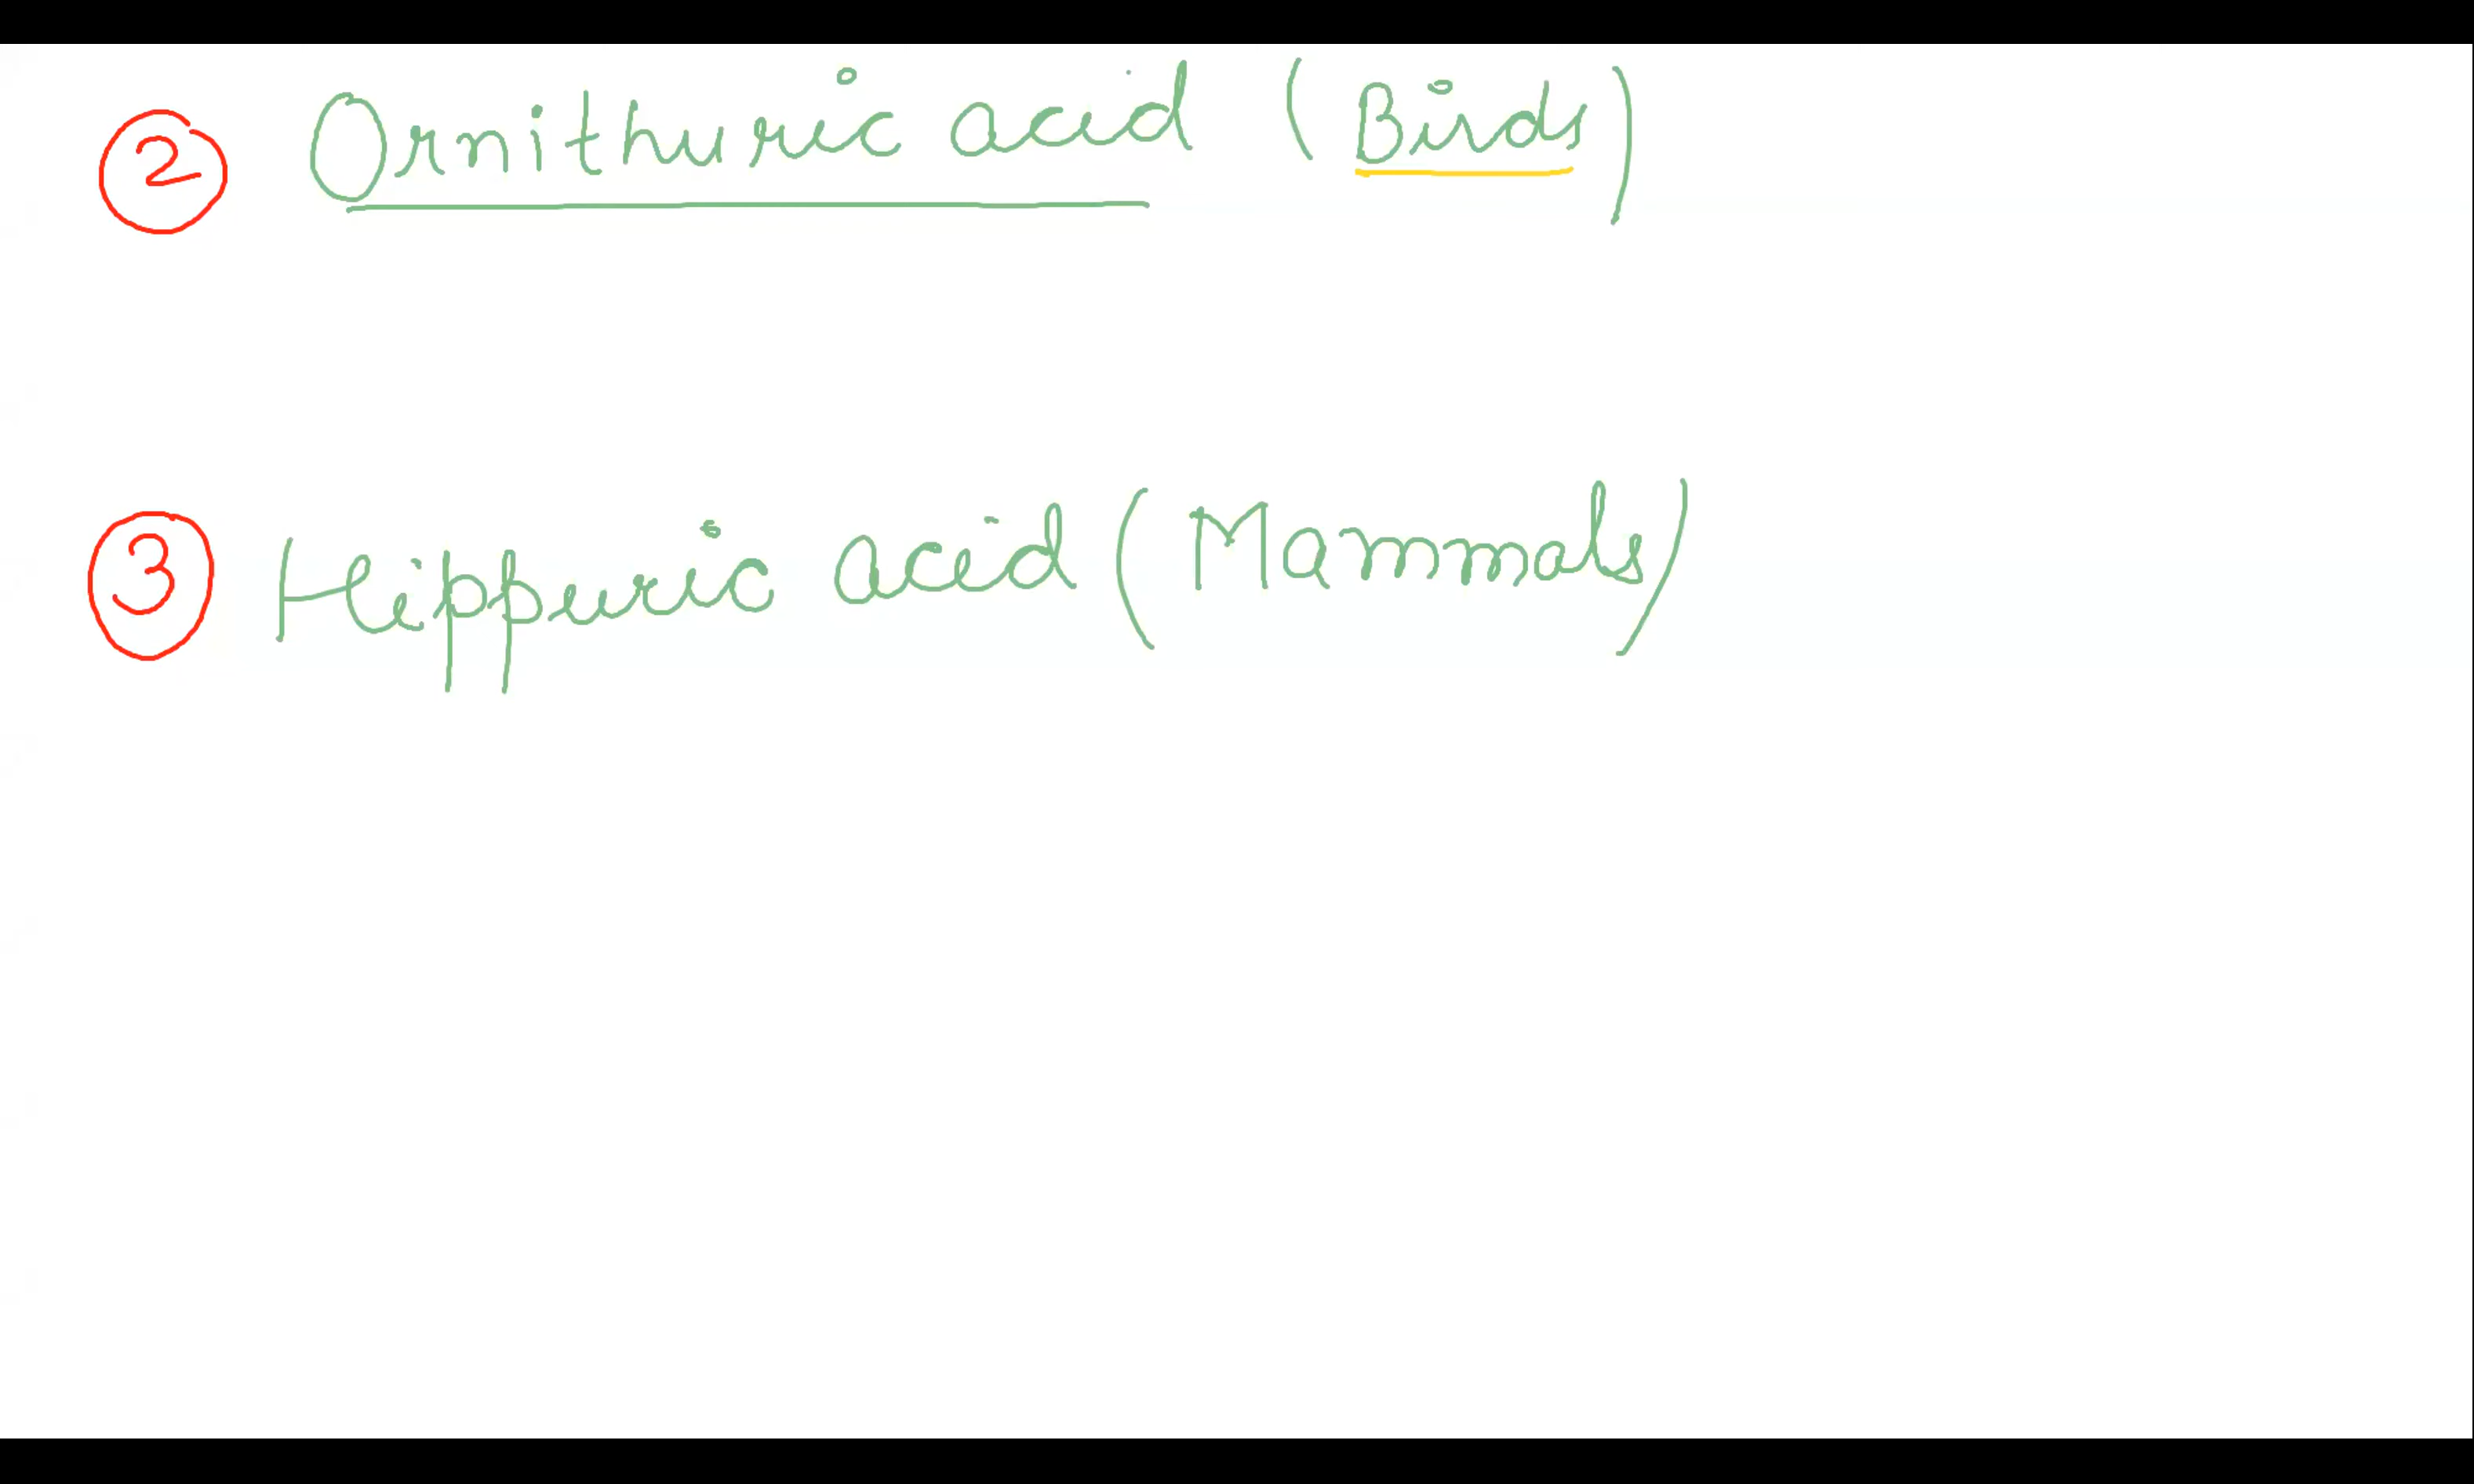 ② Ornithuric acid (Birds)
③ Hippuric acid (Mammals)